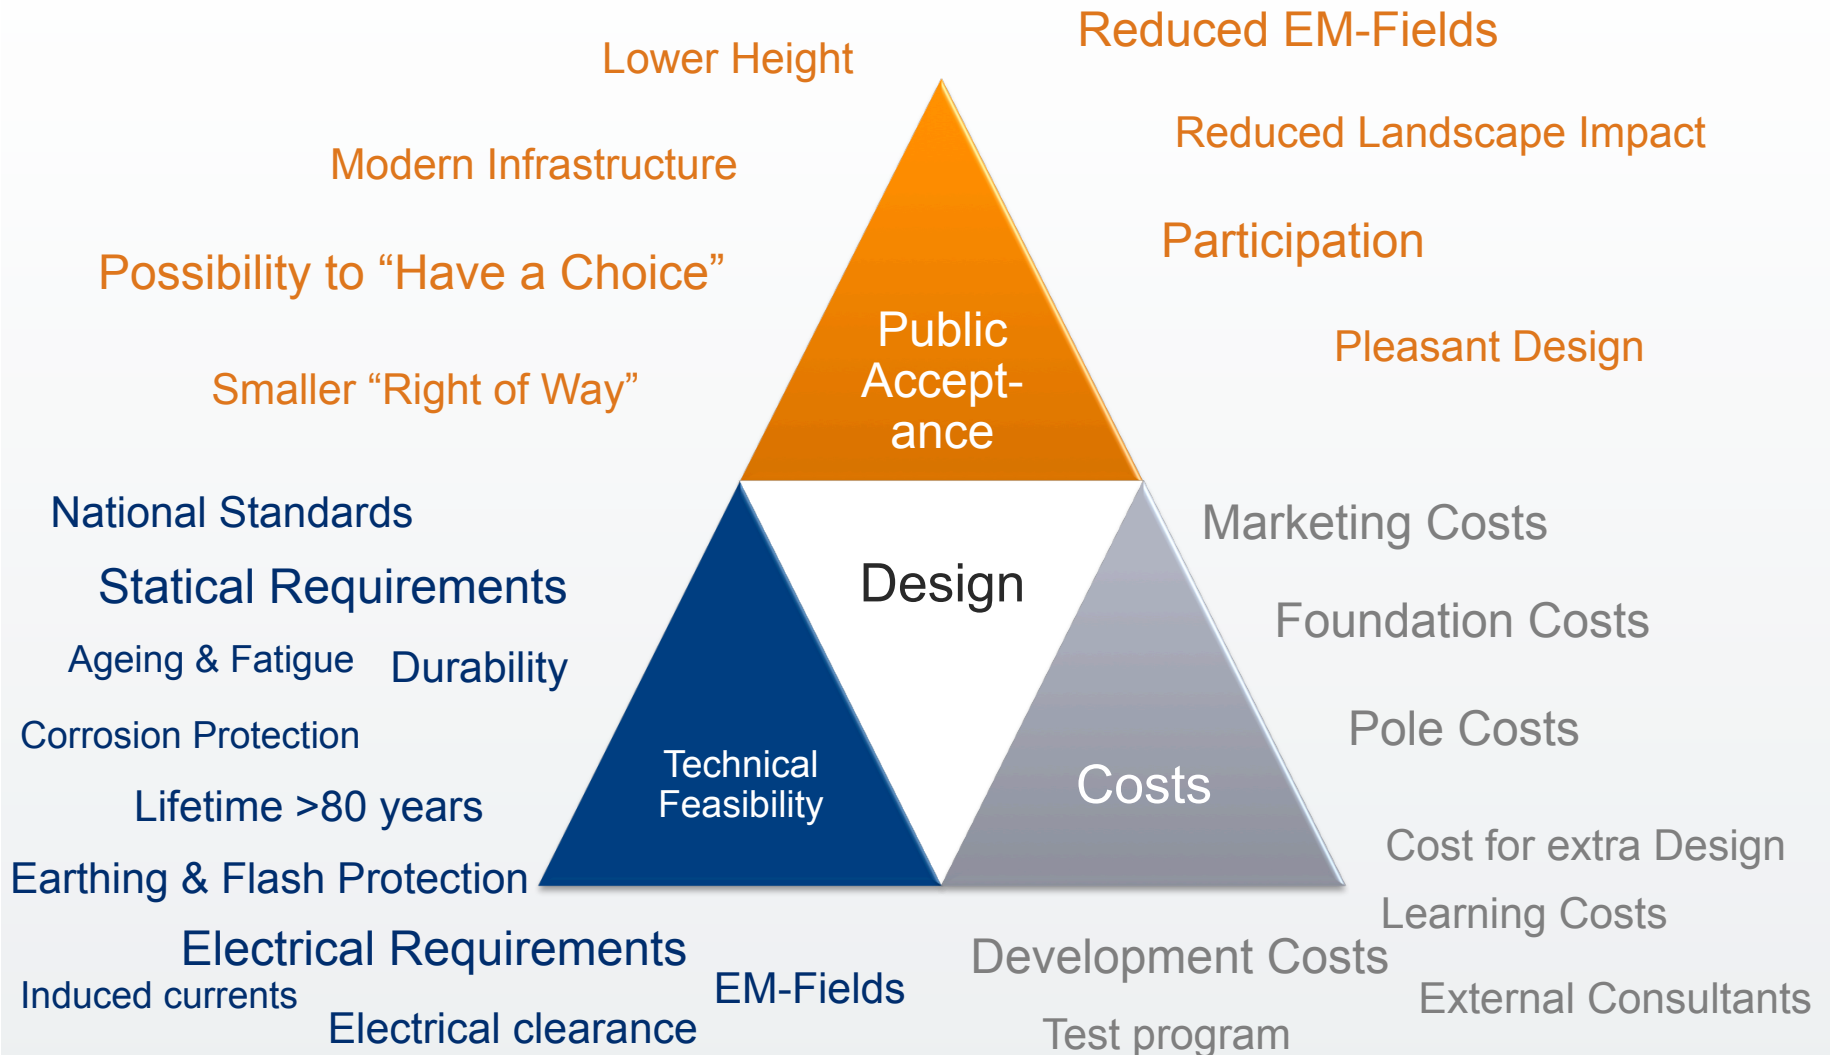 Reduced EM-Fields
Lower Height
Reduced Landscape Impact
Modern Infrastructure
Participation
Possibility to “Have a Choice”
Public
Accept-
ance
Pleasant Design
Smaller “Right of Way”
National Standards
Marketing Costs
Statical Requirements
Design
Foundation Costs
Ageing & Fatigue
Durability
Corrosion Protection
Pole Costs
Technical
Feasibility
Costs
Lifetime >80 years
Cost for extra Design
Earthing & Flash Protection
Learning Costs
Electrical Requirements
Development Costs
Induced currents
EM-Fields
External Consultants
Electrical clearance
Test program